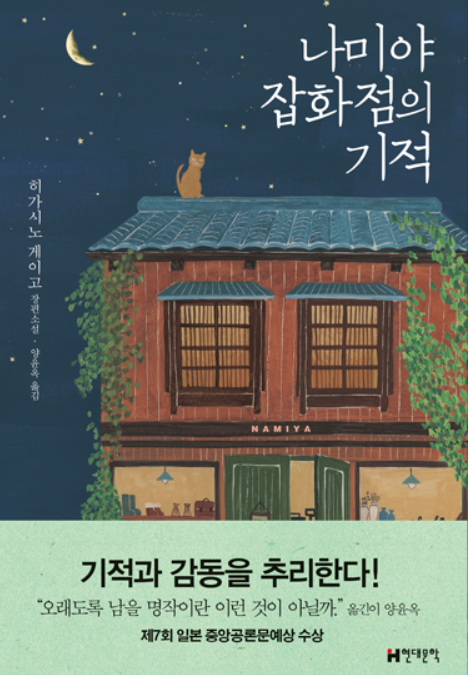 나미야
잡화점의
기적
히가시노 게이고 장편소설 · 양윤옥 옮김
NAMIYA
기적과 감동을 추리한다!
“오래도록 남을 명작이란 이런 것이 아닐까.” 옮긴이 양윤옥
제7회 일본 중앙공론문예상 수상
현대문학